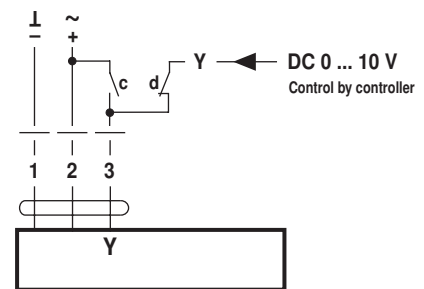 ⊥ ~
– +
Y DC 0 ... 10 V
c d
Control by controller
1 2 3
Y